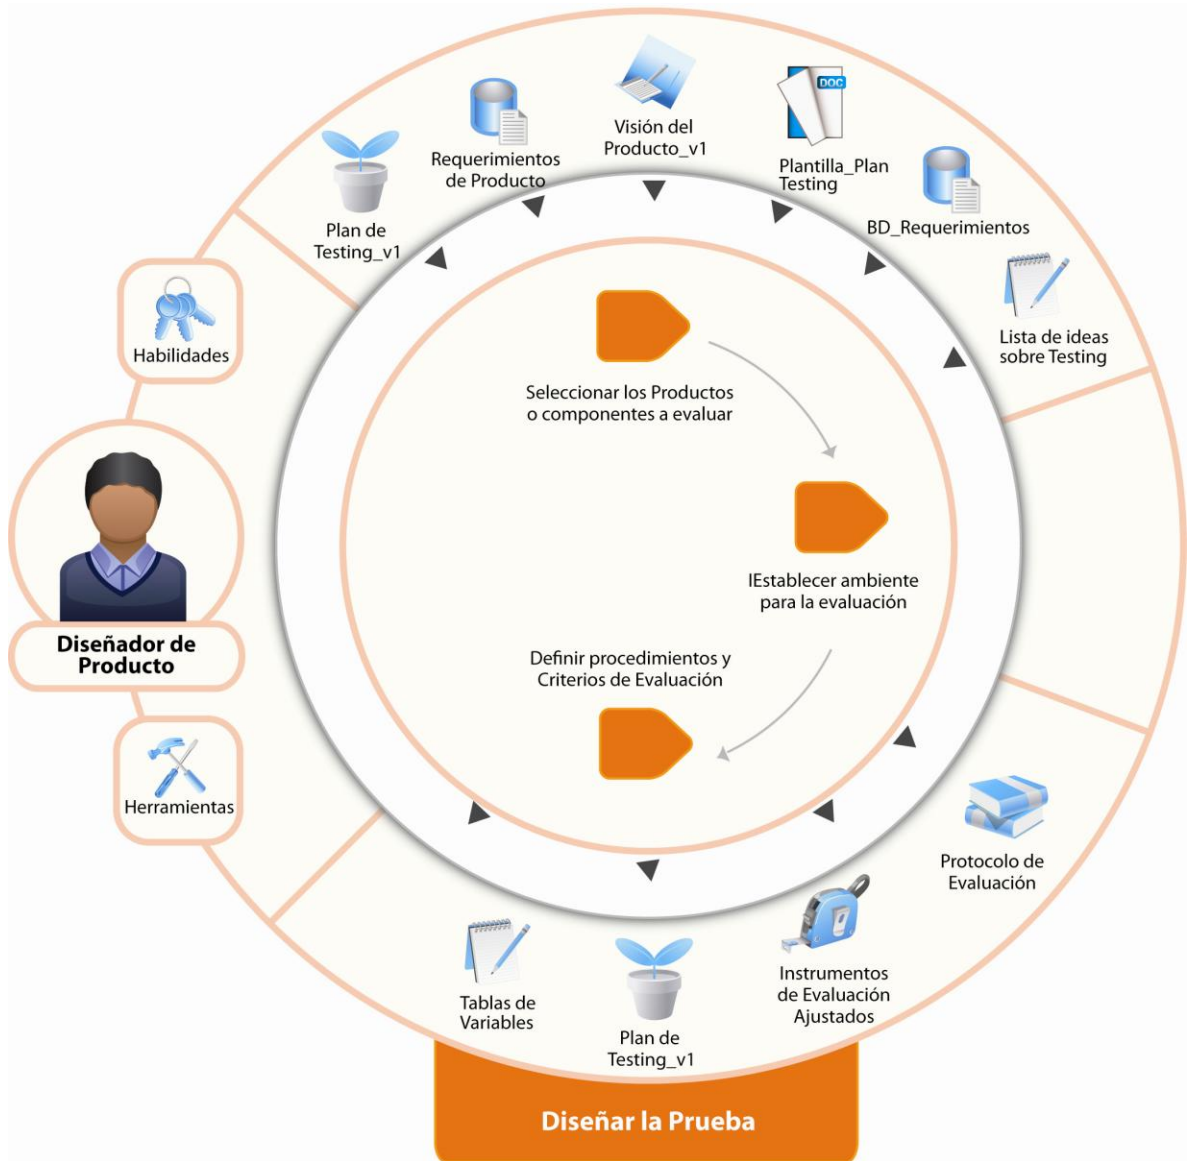 Plan de
Testing_v1
Requerimientos
de Producto
Visión del
Producto_v1
DOC
Plantilla_Plan
Testing
BD_Requerimientos
Lista de ideas
sobre Testing
Habilidades
Diseñador de
Producto
Herramientas
Seleccionar los Productos
o componentes a evaluar
IEstablecer ambiente
para la evaluación
Definir procedimientos y
Criterios de Evaluación
Tablas de
Variables
Plan de
Testing_v1
Instrumentos
de Evaluación
Ajustados
Protocolo de
Evaluación
Diseñar la Prueba